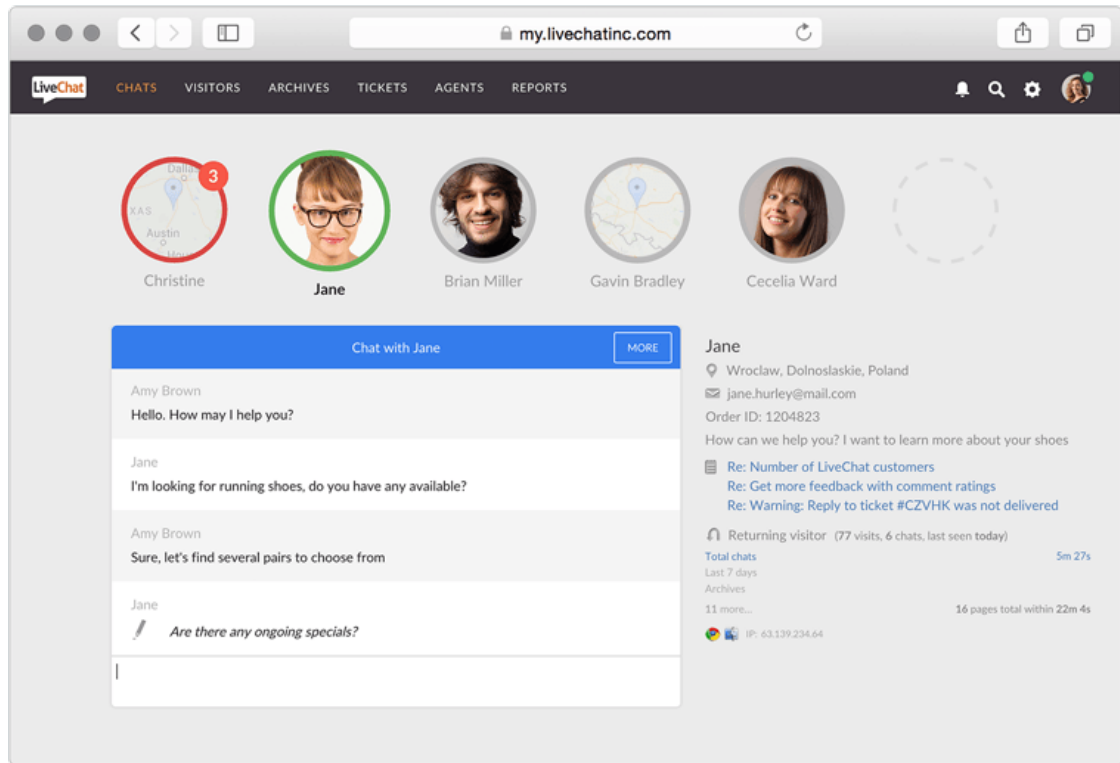 my.livechatinc.com
LiveChat CHATS VISITORS ARCHIVES TICKETS AGENTS REPORTS
3
Dallas
XAS
Austin
Christine
Jane
Brian Miller
Gavin Bradley
Cecelia Ward
Chat with Jane MORE
Amy Brown
Hello. How may I help you?
Jane
I'm looking for running shoes, do you have any available?
Amy Brown
Sure, let's find several pairs to choose from
Jane
Are there any ongoing specials?
Jane
Wroclaw, Dolnoslaskie, Poland
jane.hurley@mail.com
Order ID: 1204823
How can we help you? I want to learn more about your shoes
Re: Number of LiveChat customers
Re: Get more feedback with comment ratings
Re: Warning: Reply to ticket #CZVHK was not delivered
Returning visitor (77 visits, 6 chats, last seen today)
Total chats 5m 27s
Last 7 days
Archives
11 more... 16 pages total within 22m 4s
IP: 63.139.234.64